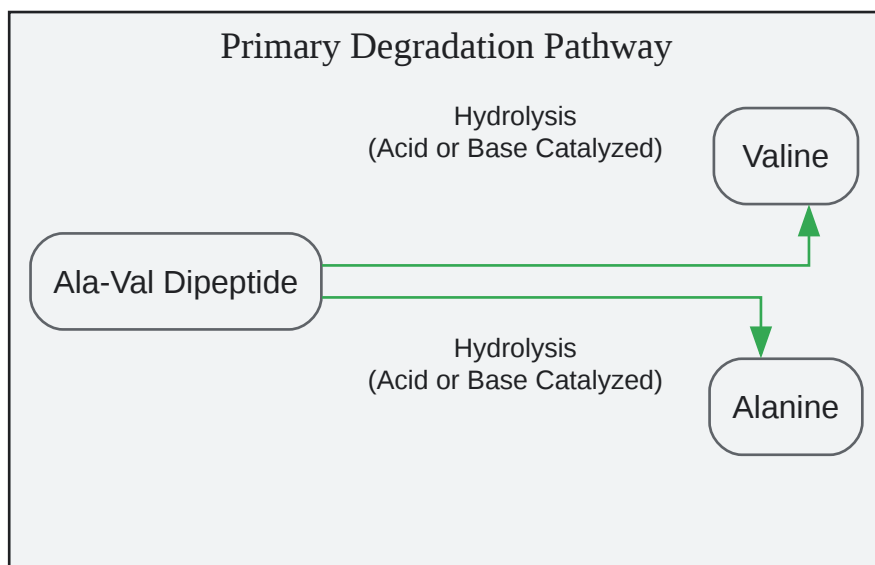 Primary Degradation Pathway
Hydrolysis
(Acid or Base Catalyzed)
Valine
Ala-Val Dipeptide
Hydrolysis
(Acid or Base Catalyzed)
Alanine